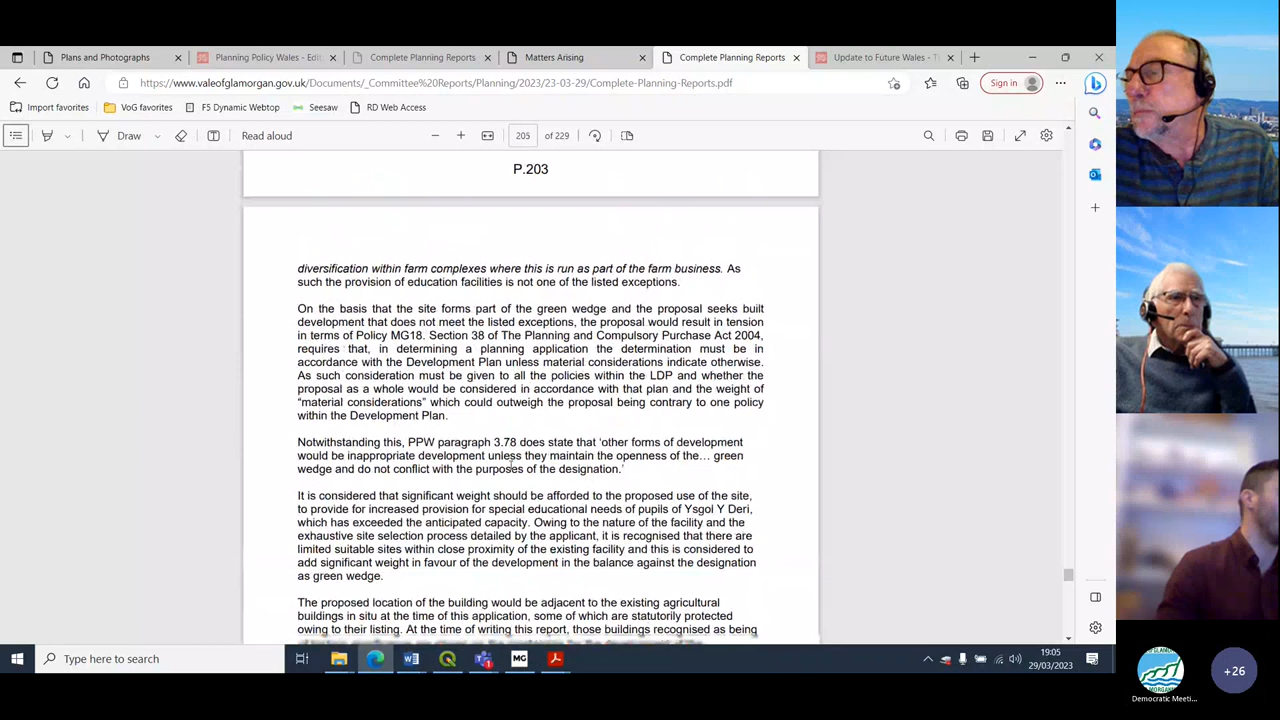 Plans and Photographs
Planning Policy Wales - Edit
Complete Planning Reports
Matters Arising
Complete Planning Reports
Update to Future Wales - T
https://www.valeofglamorgan.gov.uk/Documents/_Committee%20Reports/Planning/2023/23-03-29/Complete-Planning-Reports.pdf
Sign in
Import favorites
VoG favorites
F5 Dynamic Webtop
Seesaw
RD Web Access
Draw
Read aloud
205 of 229
P.203
diversification within farm complexes where this is run as part of the farm business. As
such the provision of education facilities is not one of the listed exceptions.
On the basis that the site forms part of the green wedge and the proposal seeks built
development that does not meet the listed exceptions, the proposal would result in tension
in terms of Policy MG18. Section 38 of The Planning and Compulsory Purchase Act 2004,
requires that, in determining a planning application the determination must be in
accordance with the Development Plan unless material considerations indicate otherwise.
As such consideration must be given to all the policies within the LDP and whether the
proposal as a whole would be considered in accordance with that plan and the weight of
“material considerations” which could outweigh the proposal being contrary to one policy
within the Development Plan.
Notwithstanding this, PPW paragraph 3.78 does state that ‘other forms of development
would be inappropriate development unless they maintain the openness of the… green
wedge and do not conflict with the purposes of the designation.’
It is considered that significant weight should be afforded to the proposed use of the site,
to provide for increased provision for special educational needs of pupils of Ysgol Y Deri,
which has exceeded the anticipated capacity. Owing to the nature of the facility and the
exhaustive site selection process detailed by the applicant, it is recognised that there are
limited suitable sites within close proximity of the existing facility and this is considered to
add significant weight in favour of the development in the balance against the designation
as green wedge.
The proposed location of the building would be adjacent to the existing agricultural
buildings in situ at the time of this application, some of which are statutorily protected
owing to their listing. At the time of writing this report, those buildings recognised as being
Type here to search
MG
19:05
29/03/2023
Democratic Meeti...
+26